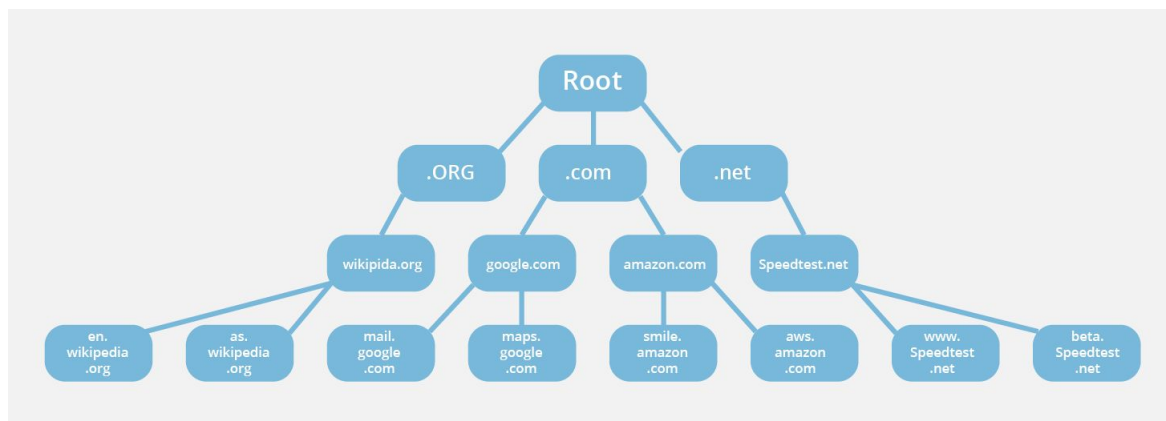 Root
.ORG
.com
.net
wikipida.org
google.com
amazon.com
Speedtest.net
en.
wikipedia
.org
as.
wikipedia
.org
mail.
google
.com
maps.
google
.com
smile.
amazon
.com
aws.
amazon
.com
www.
Speedtest
.net
beta.
Speedtest
.net